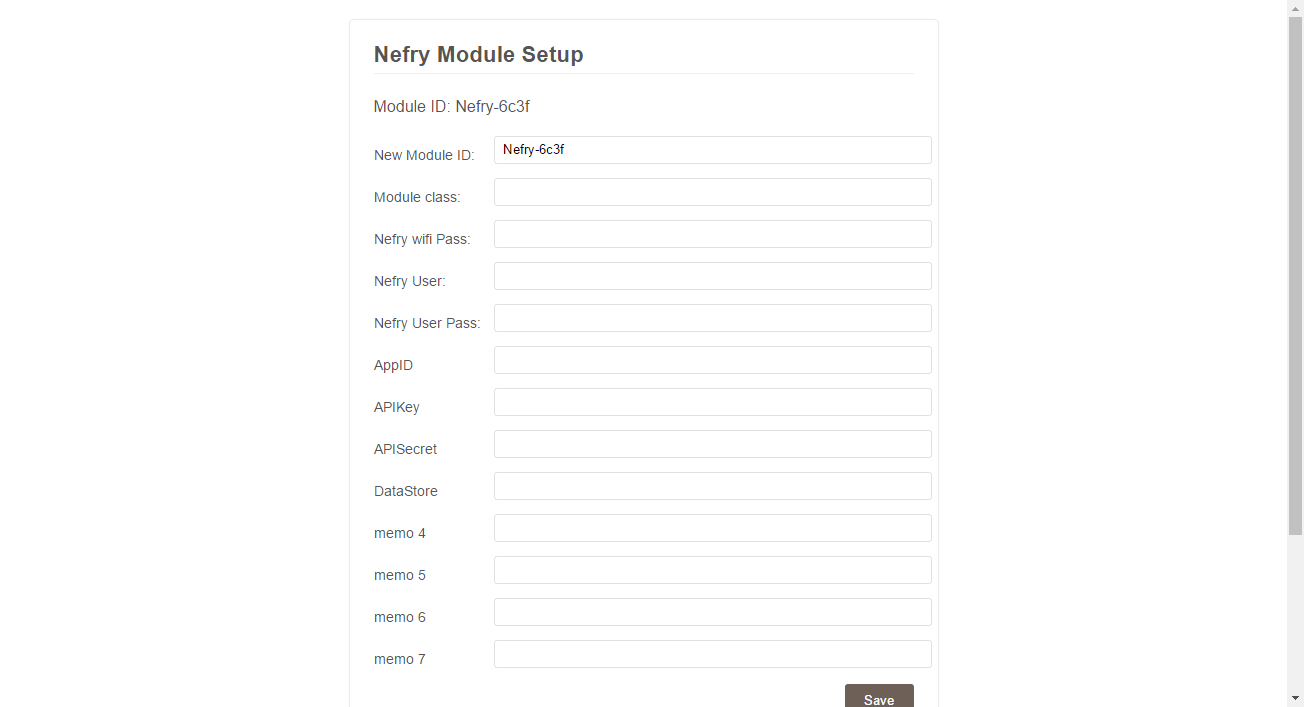 Nefry Module Setup
Module ID: Nefry-6c3f
New Module ID: Nefry-6c3f
Module class:
Nefry wifi Pass:
Nefry User:
Nefry User Pass:
AppID
APIKey
APISecret
DataStore
memo 4
memo 5
memo 6
memo 7
Save